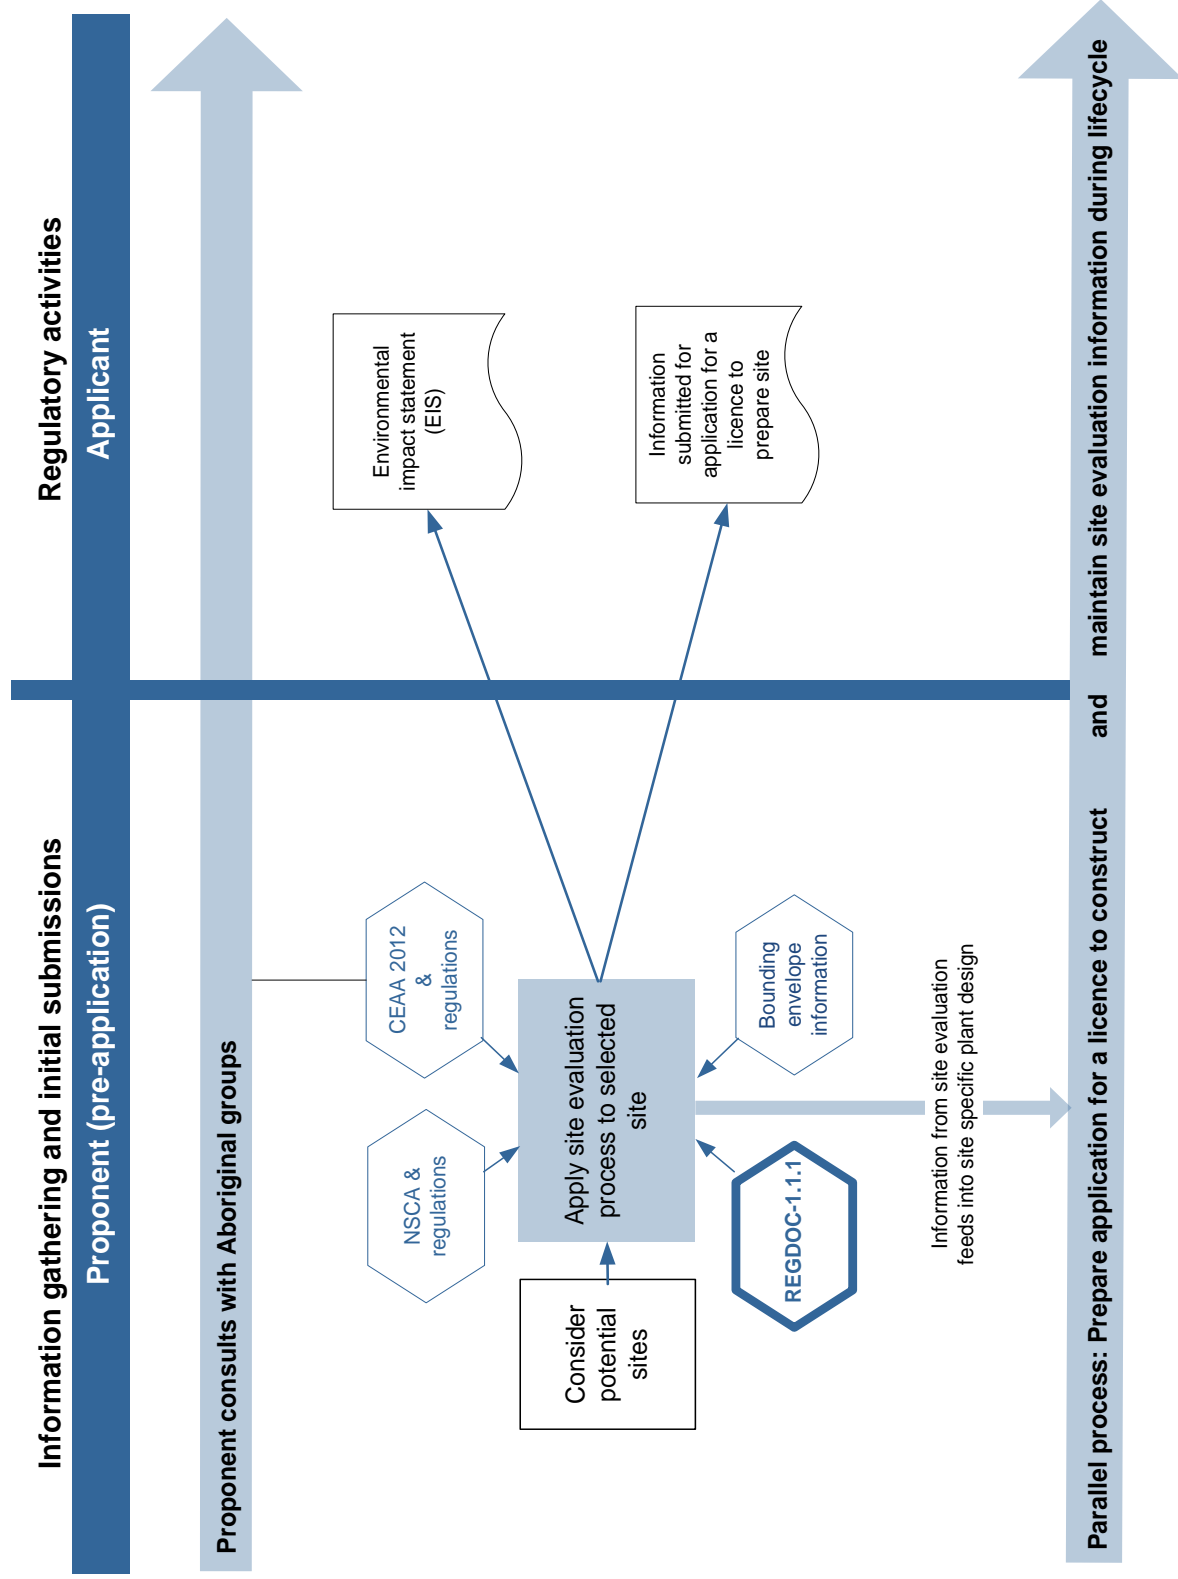 Information gathering and initial submissions
Regulatory activities
Proponent (pre-application)
Applicant
Proponent consults with Aboriginal groups
NSCA &
regulations
CEAA 2012
&
regulations
Environmental
impact statement
(EIS)
Consider
potential
sites
Apply site evaluation
process to selected
site
Information
submitted for
application for a
licence to
prepare site
REGDOC-1.1.1
Bounding
envelope
information
Information from site evaluation
feeds into site specific plant design
Parallel process: Prepare application for a licence to construct and maintain site evaluation information during lifecycle